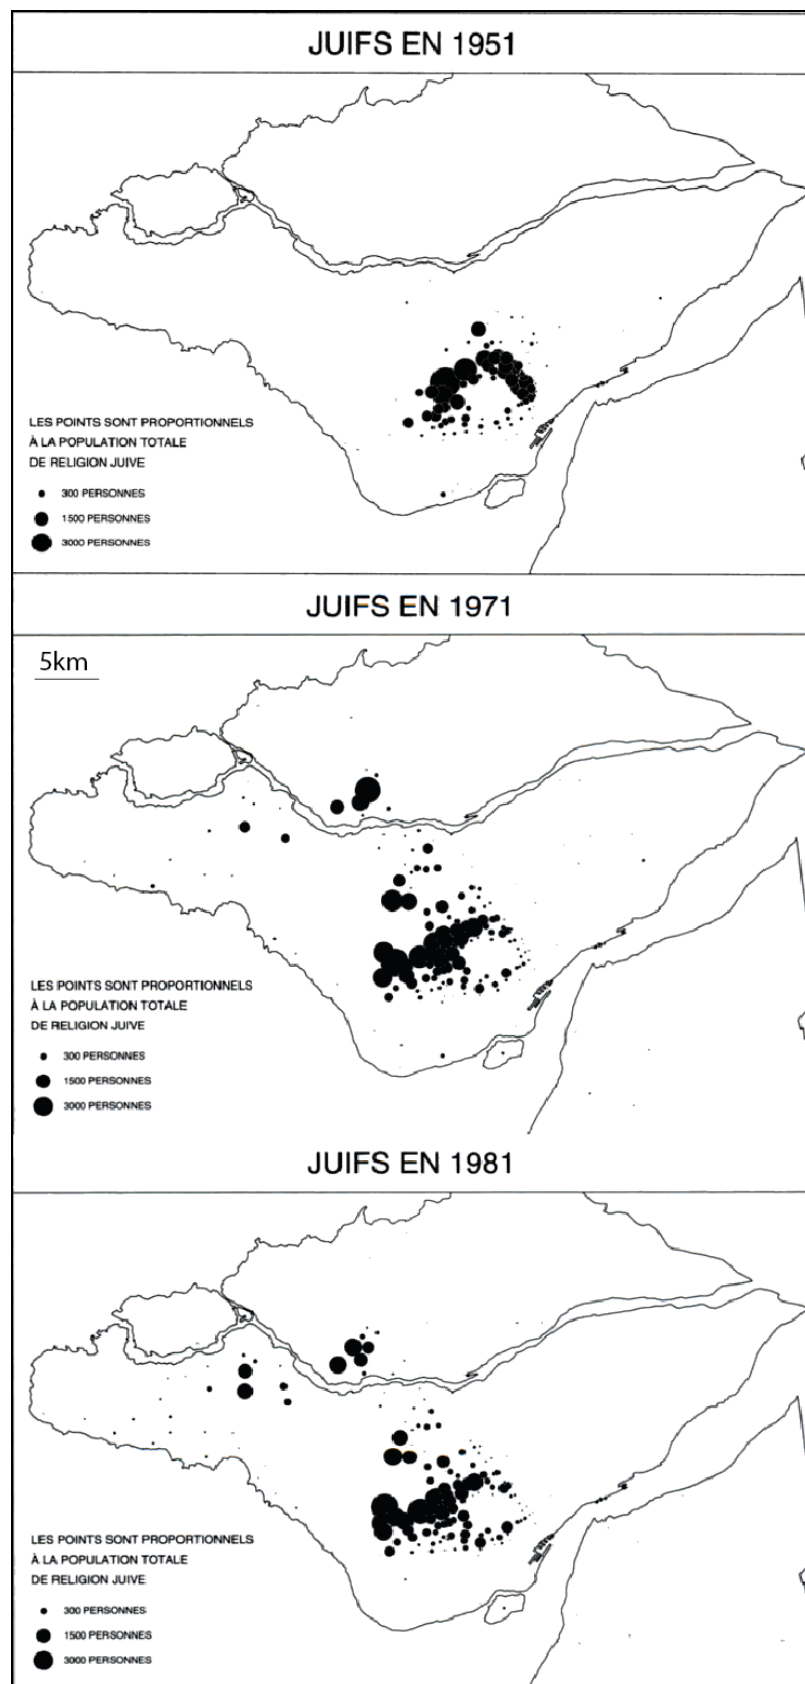 JUIFS EN 1951
LES POINTS SONT PROPORTIONNELS
À LA POPULATION TOTALE
DE RELIGION JUIVE
300 PERSONNES
1500 PERSONNES
3000 PERSONNES
JUIFS EN 1971
5km
LES POINTS SONT PROPORTIONNELS
À LA POPULATION TOTALE
DE RELIGION JUIVE
300 PERSONNES
1500 PERSONNES
3000 PERSONNES
JUIFS EN 1981
LES POINTS SONT PROPORTIONNELS
À LA POPULATION TOTALE
DE RELIGION JUIVE
300 PERSONNES
1500 PERSONNES
3000 PERSONNES